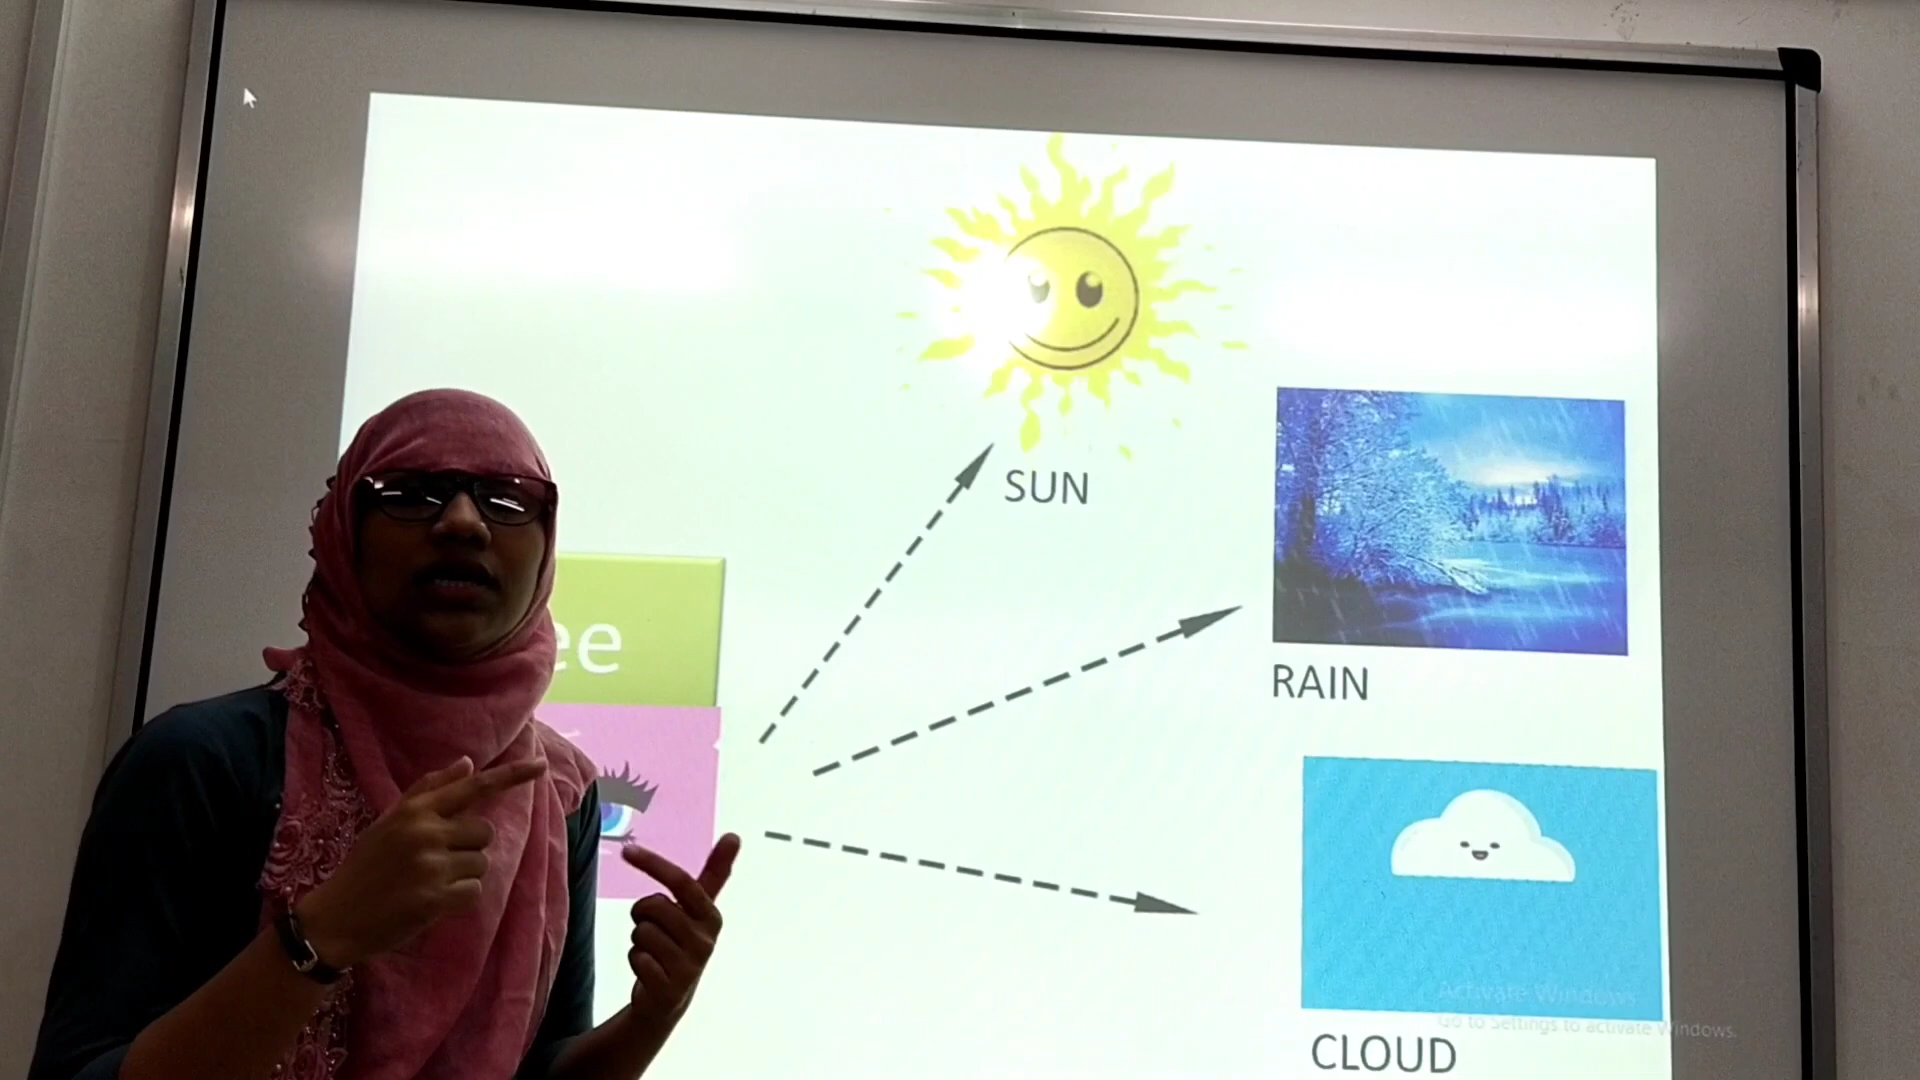 SUN
ee
RAIN
Activate Windows
Go to Settings to activate Windows.
CLOUD